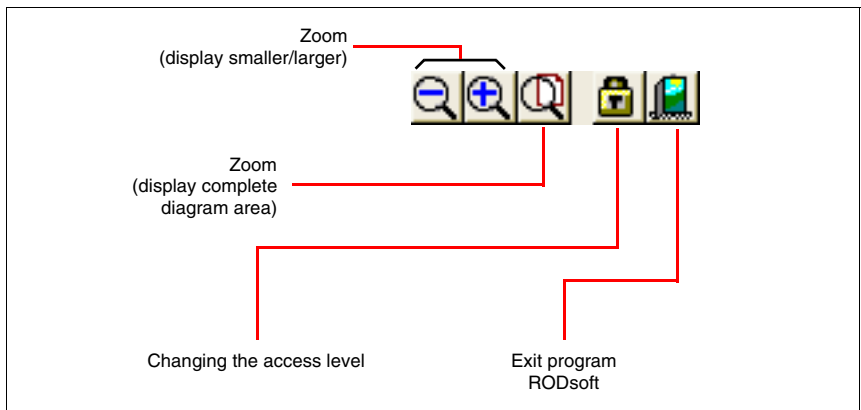 Zoom
(display smaller/larger)
Zoom
(display complete
diagram area)
Changing the access level
Exit program
RODsoft